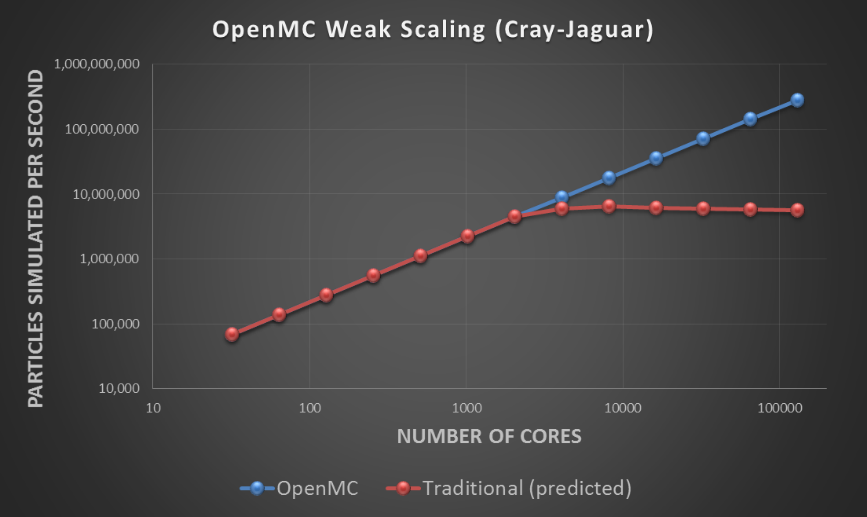 OpenMC Weak Scaling (Cray-Jaguar)
PARTICLES SIMULATED PER SECOND
1,000,000,000
100,000,000
10,000,000
1,000,000
100,000
10,000
10
100
1000
10000
100000
NUMBER OF CORES
OpenMC
Traditional (predicted)